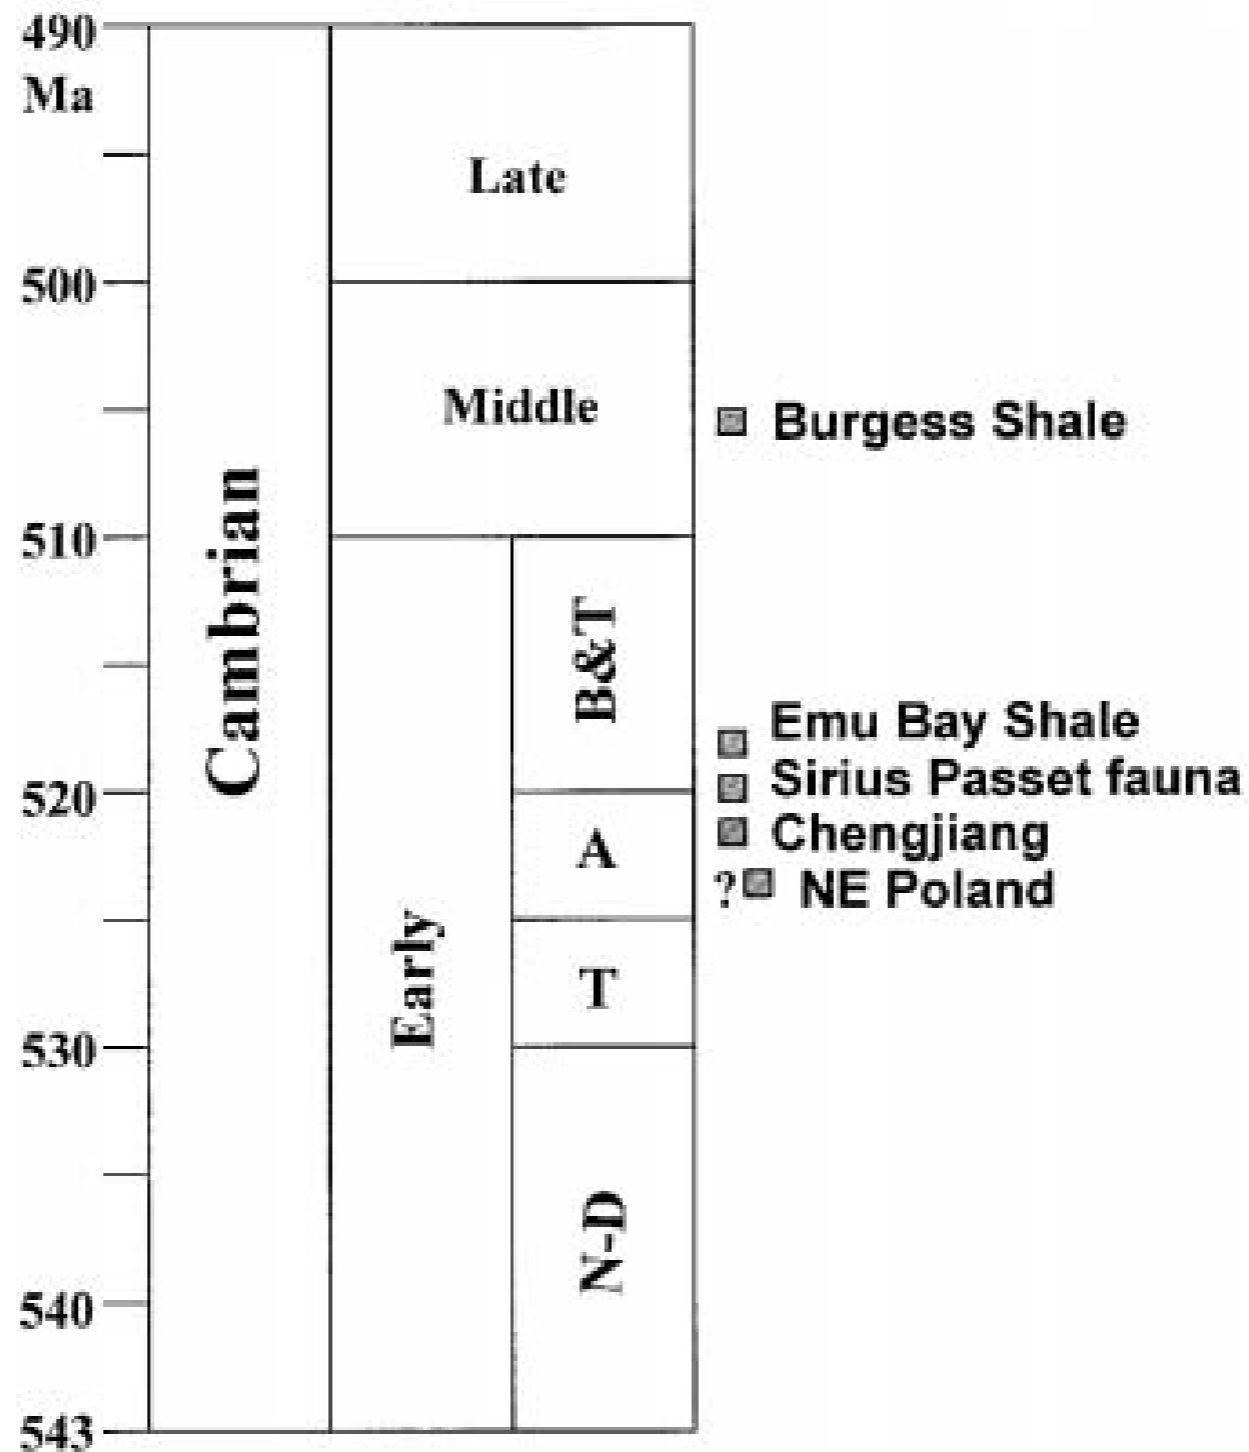 490
Ma
Late
500
Middle
Burgess Shale
Cambrian
510
B&T
Emu Bay Shale
Sirius Passet fauna
520
A
Chengjiang
? NE Poland
Early
T
530
N-D
540
543